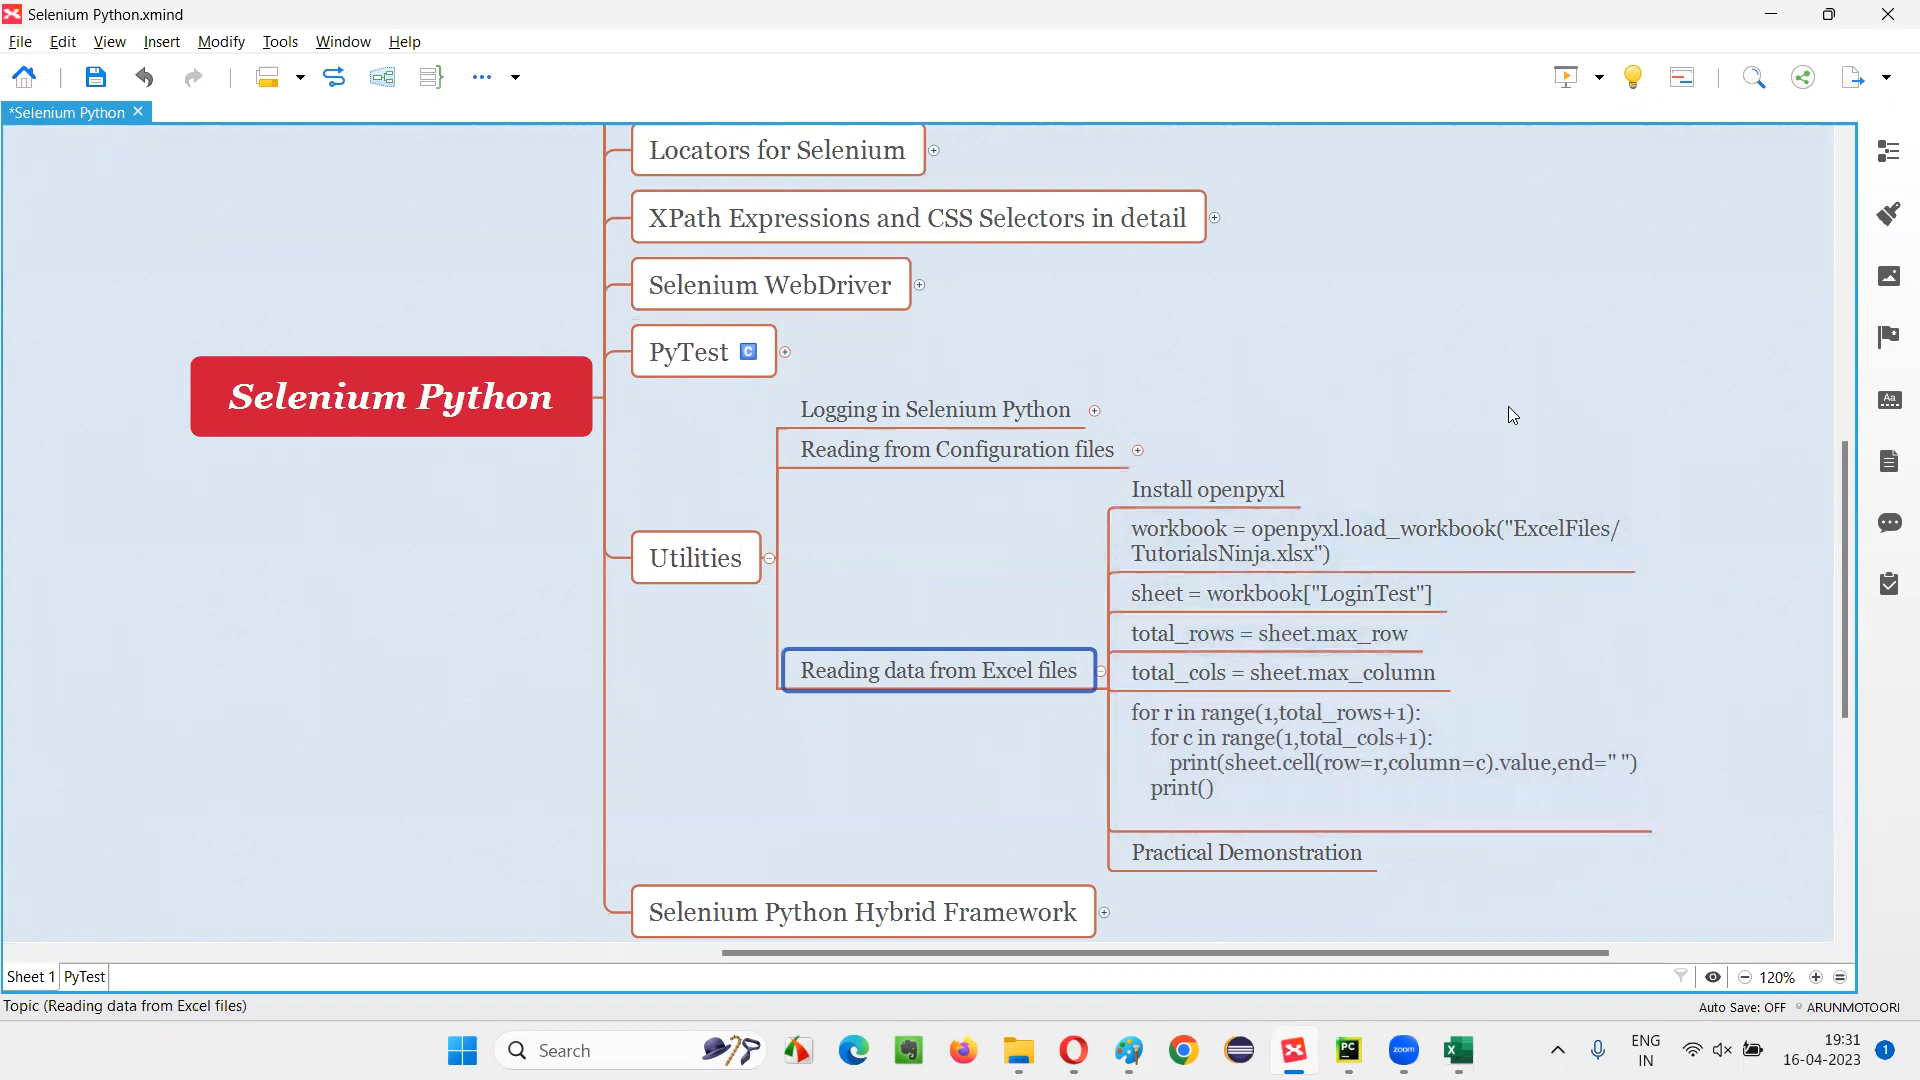 Selenium Python.xmind
File Edit View Insert Modify Tools Window Help
*Selenium Python
Locators for Selenium
XPath Expressions and CSS Selectors in detail
Selenium WebDriver
PyTest C
Selenium Python
Logging in Selenium Python
Reading from Configuration files
Install openpyxl
workbook = openpyxl.load_workbook("ExcelFiles/
TutorialsNinja.xlsx")
sheet = workbook["LoginTest"]
total_rows = sheet.max_row
total_cols = sheet.max_column
Utilities
Reading data from Excel files
for r in range(1,total_rows+1):
for c in range(1,total_cols+1):
print(sheet.cell(row=r,column=c).value,end=" ")
print()
Practical Demonstration
Selenium Python Hybrid Framework
Aa
Sheet 1 PyTest
120%
Topic (Reading data from Excel files)
Auto Save: OFF ARUNMOTOORI
Search
PC
zoom
X
ENG
IN
19:31
16-04-2023
1